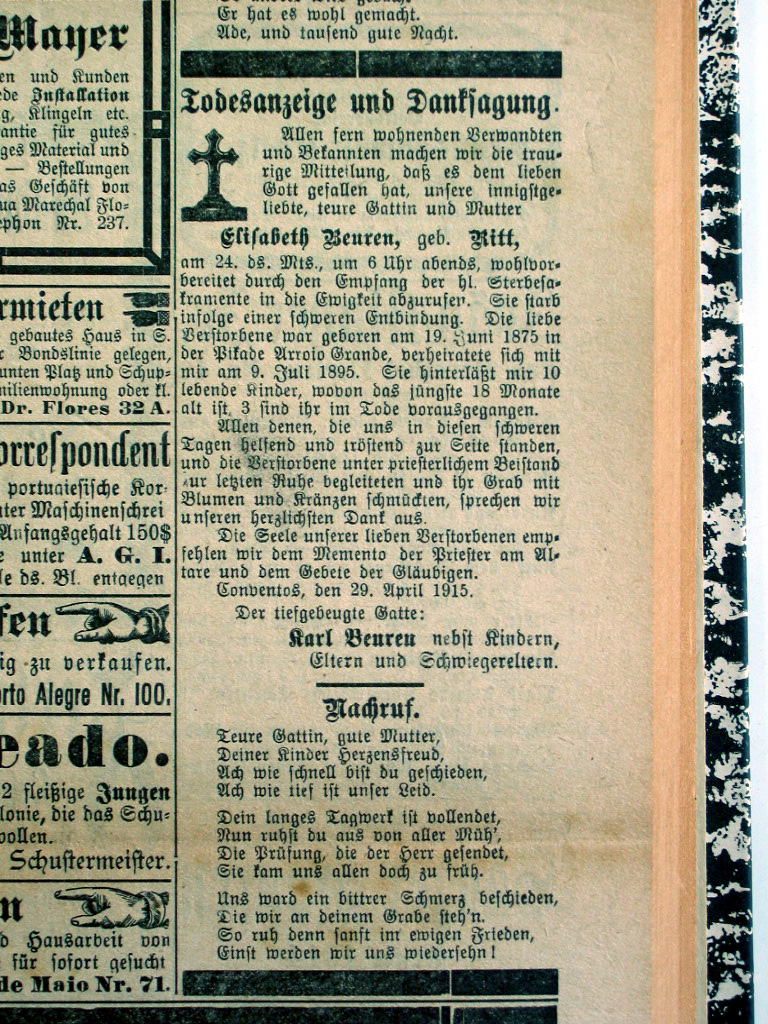 Mayer
en und Kunden
de Installation
g, Klingeln etc.
antie für gutes
ges Material und
— Bestellungen
as Geschäft von
ua Marechal Flo-
ephon Nr. 237.
rmieten
gebautes Haus in S.
r Bondslinie gelegen,
unten Platz und Schup-
milienwohnung oder kl.
Dr. Flores 32 A.
orrespondent
portugiesische Kor-
ter Maschinenschrei
Anfangsgehalt 150$
e unter A. G. I.
le ds. Bl. entgegen
fen
ig zu verkaufen.
orto Alegre Nr. 100.
eado.
2 fleißige Jungen
lonie, die das Schu-
wollen.
Schustermeister.
n
d Hausarbeit von
für sofort gesucht
de Maio Nr. 71.
Er hat es wohl gemacht.
Ade, und tausend gute Nacht.
Todesanzeige und Danksagung.
Allen fern wohnenden Verwandten
und Bekannten machen wir die trau-
rige Mitteilung, daß es dem lieben
Gott gefallen hat, unsere innigstge-
liebte, teure Gattin und Mutter
Elisabeth Beuren, geb. Ritt,
am 24. ds. Mts., um 6 Uhr abends, wohlvor-
bereitet durch den Empfang der hl. Sterbesa-
kramente in die Ewigkeit abzurufen. Sie starb
infolge einer schweren Entbindung. Die liebe
Verstorbene war geboren am 19. Juni 1875 in
der Pikade Arroio Grande, verheiratete sich mit
mir am 9. Juli 1895. Sie hinterläßt mir 10
lebende Kinder, wovon das jüngste 18 Monate
alt ist, 3 sind ihr im Tode vorausgegangen.
Allen denen, die uns in diesen schweren
Tagen helfend und tröstend zur Seite standen,
und die Verstorbene unter priesterlichem Beistand
zur letzten Ruhe begleiteten und ihr Grab mit
Blumen und Kränzen schmückten, sprechen wir
unseren herzlichsten Dank aus.
Die Seele unserer lieben Verstorbenen emp-
fehlen wir dem Memento der Priester am Al-
tare und dem Gebete der Gläubigen.
Conventos, den 29. April 1915.
Der tiefgebeugte Gatte:
Karl Beuren nebst Kindern,
Eltern und Schwiegereltern.
Nachruf.
Teure Gattin, gute Mutter,
Deiner Kinder Herzensfreud,
Ach wie schnell bist du geschieden,
Ach wie tief ist unser Leid.
Dein langes Tagwerk ist vollendet,
Nun ruhst du aus von aller Müh',
Die Prüfung, die der Herr gesendet,
Sie kam uns allen doch zu früh.
Uns ward ein bittrer Schmerz beschieden,
Die wir an deinem Grabe steh'n.
So ruh denn sanft im ewigen Frieden,
Einst werden wir uns wiedersehn!